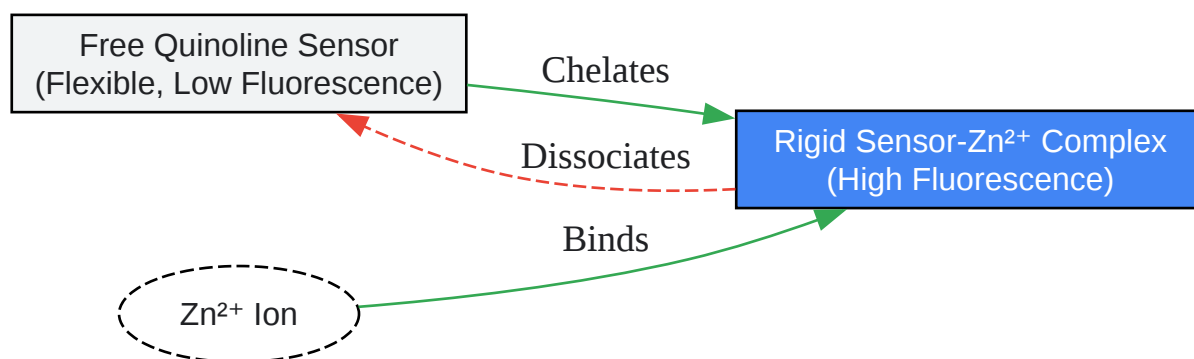 Free Quinoline Sensor
(Flexible, Low Fluorescence)
Chelates
Rigid Sensor-Zn²⁺ Complex
(High Fluorescence)
Dissociates
Binds
Zn²⁺ Ion